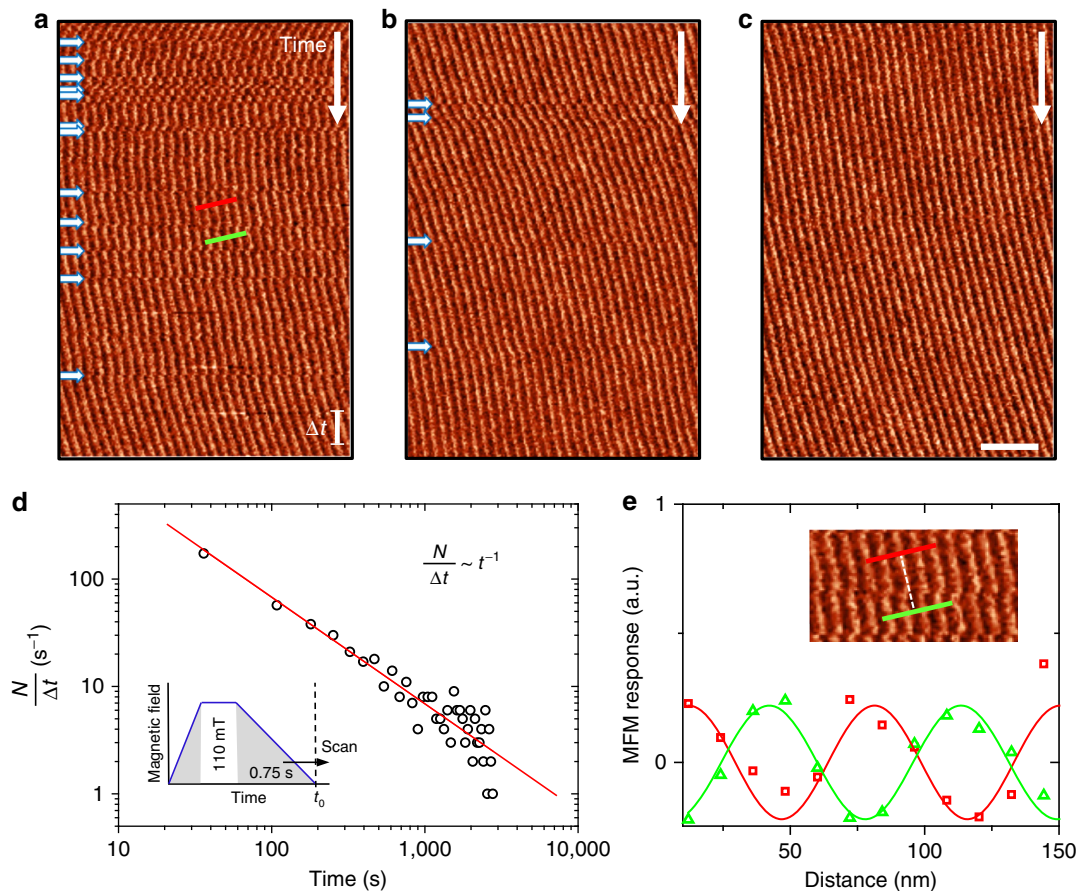 a
b
c
Time
Δt
d
N/Δt ~ t⁻¹
N/Δt (s⁻¹)
100
10
1
10
100
1,000
10,000
Time (s)
Magnetic field
110 mT
0.75 s
Scan
Time
t₀
e
MFM response (a.u.)
1
0
50
100
150
Distance (nm)